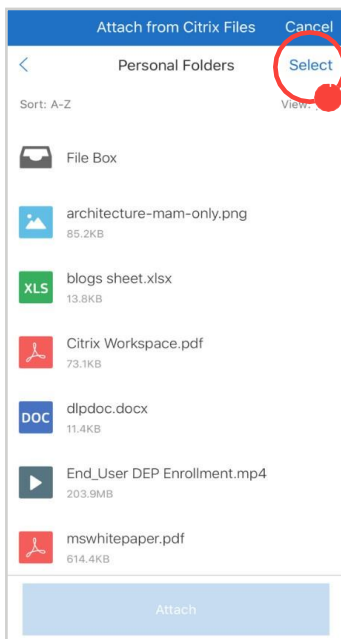 Attach from Citrix Files Cancel
Personal Folders Select
Sort: A-Z View:
File Box
architecture-mam-only.png
85.2KB
XLS blogs sheet.xlsx
13.8KB
Citrix Workspace.pdf
73.1KB
DOC dlpdoc.docx
11.4KB
End_User DEP Enrollment.mp4
203.9MB
mswhitepaper.pdf
614.4KB
Attach